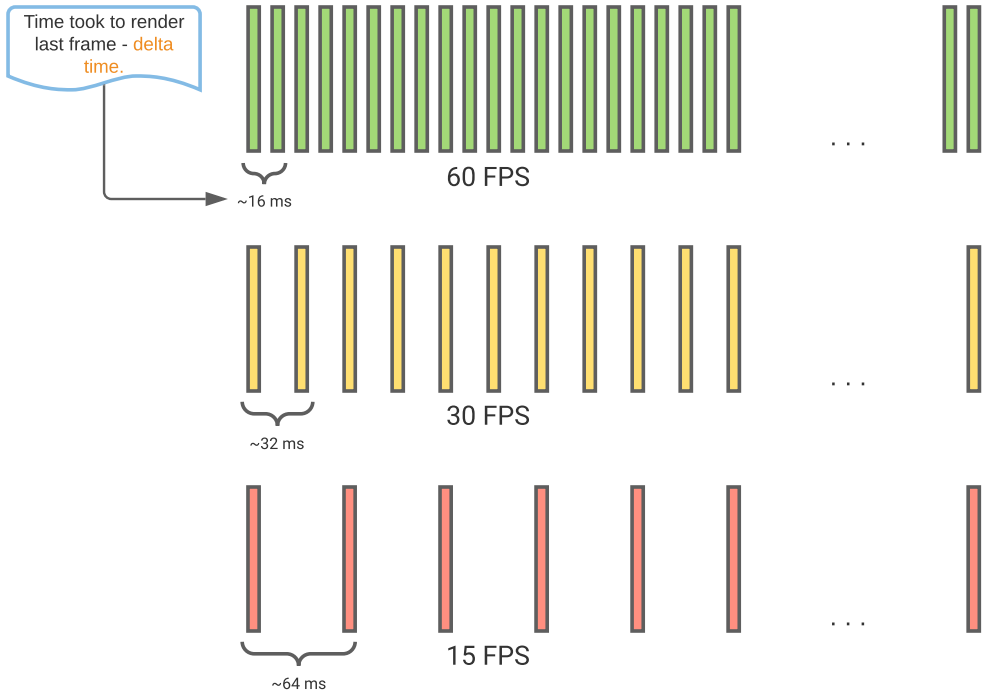 Time took to render
last frame - delta
time.
. . .
60 FPS
~16 ms
. . .
30 FPS
~32 ms
. . .
15 FPS
~64 ms